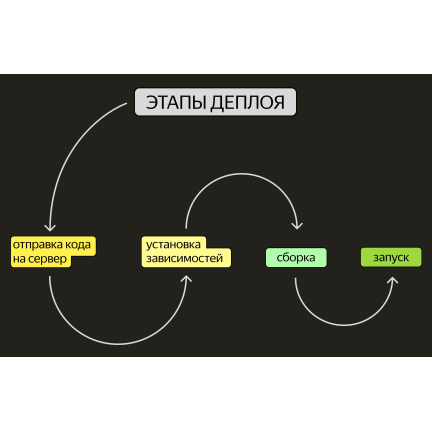 ЭТАПЫ ДЕПЛОЯ
отправка кода
на сервер
установка
зависимостей
сборка
запуск